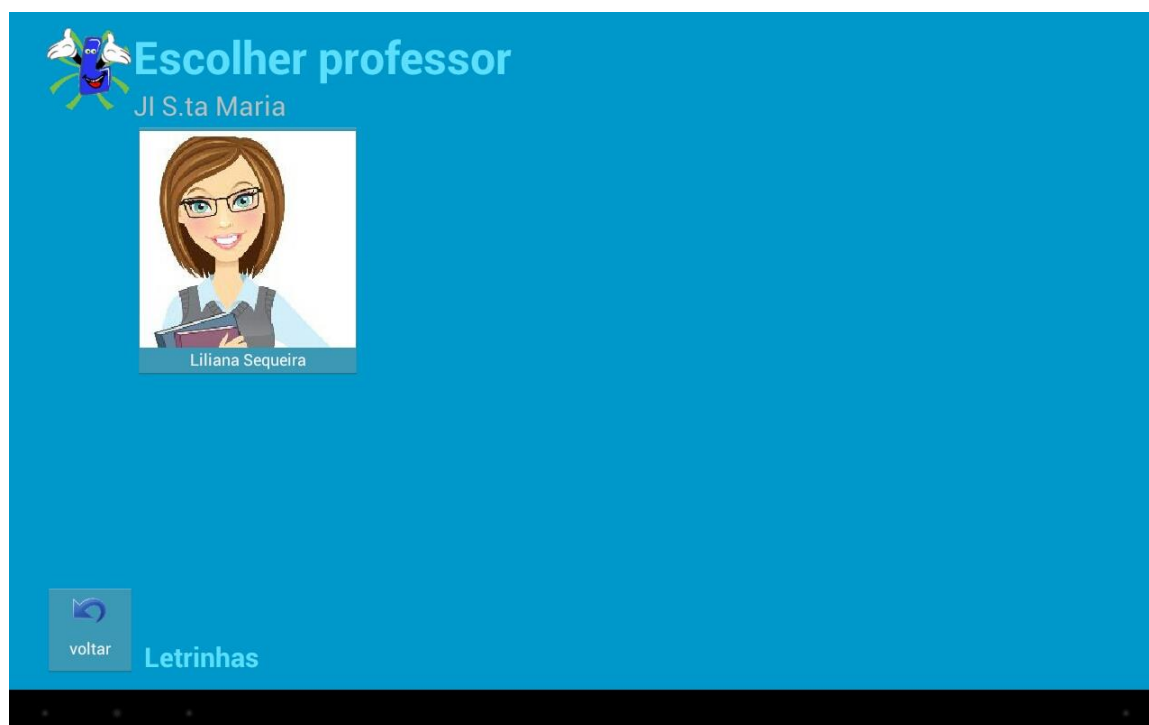 Escolher professor
JI S.ta Maria
Liliana Sequeira
voltar
Letrinhas